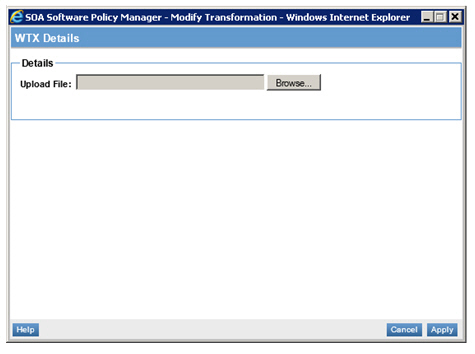 SOA Software Policy Manager - Modify Transformation - Windows Internet Explorer
WTX Details
Details
Upload File: Browse...
Help Cancel Apply